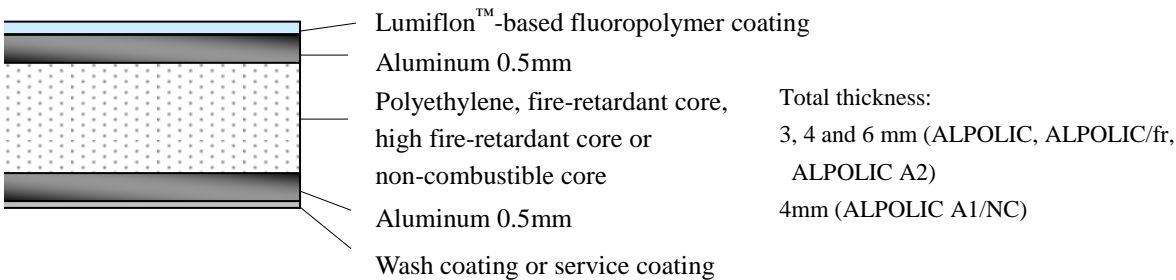 Lumiflon™-based fluoropolymer coating
Aluminum 0.5mm
Polyethylene, fire-retardant core,
high fire-retardant core or
non-combustible core
Aluminum 0.5mm
Wash coating or service coating
Total thickness:
3, 4 and 6 mm (ALPOLIC, ALPOLIC/fr,
ALPOLIC A2)
4mm (ALPOLIC A1/NC)